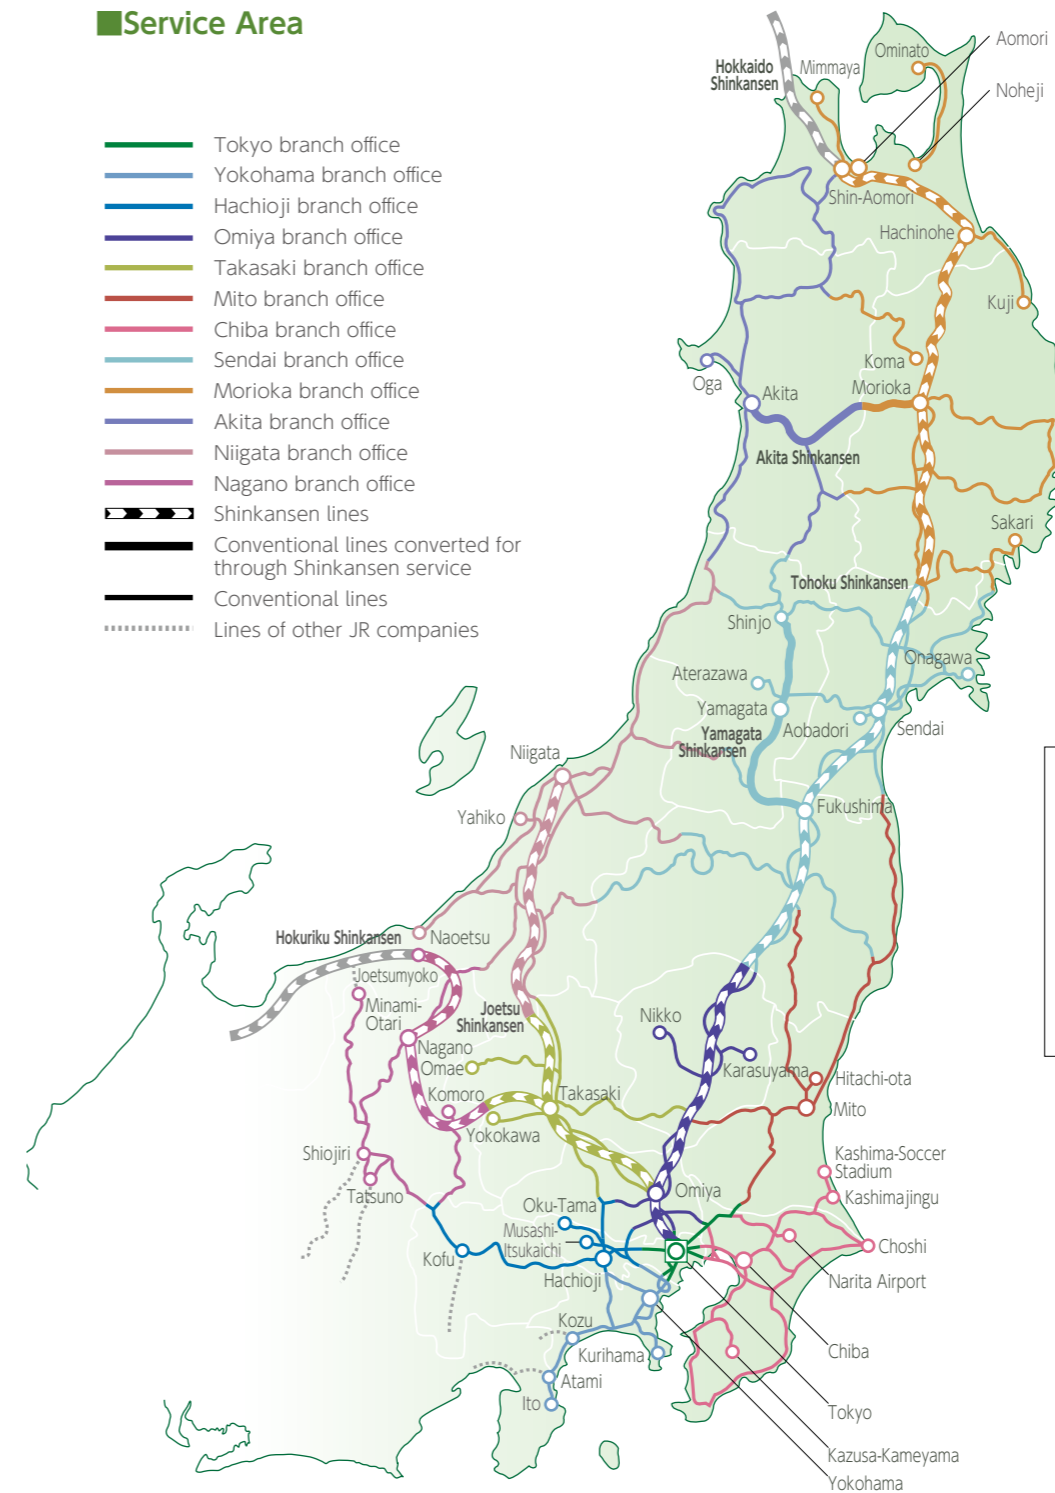 Service Area
Tokyo branch office
Yokohama branch office
Hachioji branch office
Omiya branch office
Takasaki branch office
Mito branch office
Chiba branch office
Sendai branch office
Morioka branch office
Akita branch office
Niigata branch office
Nagano branch office
Shinkansen lines
Conventional lines converted for
through Shinkansen service
Conventional lines
Lines of other JR companies
Aomori
Ominato
Hokkaido
Shinkansen
Mimmaya
Noheji
Shin-Aomori
Hachinohe
Kuji
Koma
Oga
Akita
Morioka
Akita Shinkansen
Sakari
Tohoku Shinkansen
Shinjo
Onagawa
Aterazawa
Yamagata
Yamagata
Shinkansen
Aobadori
Sendai
Niigata
Fukushima
Yahiko
Hokuriku Shinkansen
Naoetsu
Joetsumyoko
Minami-
Otari
Joetsu
Shinkansen
Nikko
Nagano
Omae
Karasuyama
Hitachi-ota
Komoro
Takasaki
Mito
Yokokawa
Shiojiri
Kashima-Soccer
Stadium
Tatsuno
Omiya
Kashimajingu
Oku-Tama
Musashi-
Itsukaichi
Kofu
Choshi
Hachioji
Narita Airport
Kozu
Kurihama
Chiba
Atami
Ito
Tokyo
Kazusa-Kameyama
Yokohama